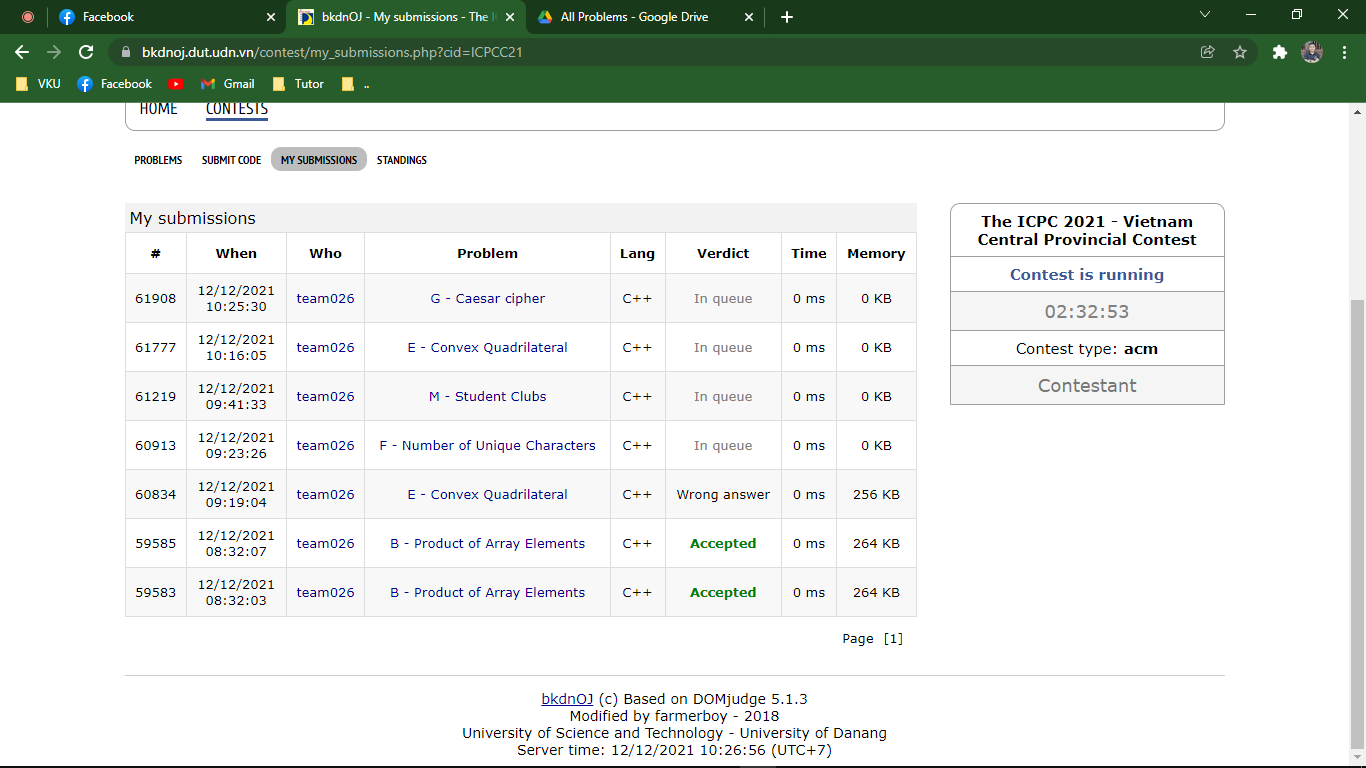 Facebook
bkdnOJ - My submissions - The I
All Problems - Google Drive
bkdnoj.dut.udn.vn/contest/my_submissions.php?cid=ICPCC21
VKU Facebook Gmail Tutor ..
HOME CONTESTS
PROBLEMS SUBMIT CODE MY SUBMISSIONS STANDINGS
My submissions
# When Who Problem Lang Verdict Time Memory
61908 12/12/2021 10:25:30 team026 G - Caesar cipher C++ In queue 0 ms 0 KB
61777 12/12/2021 10:16:05 team026 E - Convex Quadrilateral C++ In queue 0 ms 0 KB
61219 12/12/2021 09:41:33 team026 M - Student Clubs C++ In queue 0 ms 0 KB
60913 12/12/2021 09:23:26 team026 F - Number of Unique Characters C++ In queue 0 ms 0 KB
60834 12/12/2021 09:19:04 team026 E - Convex Quadrilateral C++ Wrong answer 0 ms 256 KB
59585 12/12/2021 08:32:07 team026 B - Product of Array Elements C++ Accepted 0 ms 264 KB
59583 12/12/2021 08:32:03 team026 B - Product of Array Elements C++ Accepted 0 ms 264 KB
Page [1]
The ICPC 2021 - Vietnam
Central Provincial Contest
Contest is running
02:32:53
Contest type: acm
Contestant
bkdnOJ (c) Based on DOMjudge 5.1.3
Modified by farmerboy - 2018
University of Science and Technology - University of Danang
Server time: 12/12/2021 10:26:56 (UTC+7)